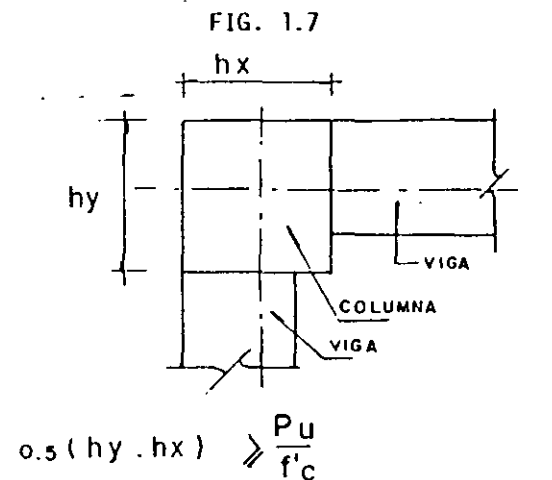 FIG. 1.7
hx
hy
VIGA
COLUMNA
VIGA
0.5 ( hy . hx ) ⩾ Pu / f'c